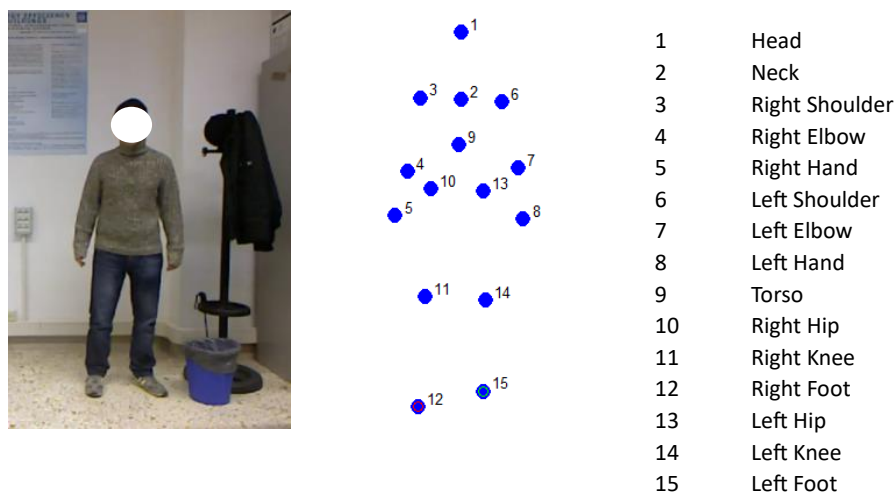 GY EFFICIENCY
1
3
2
6
9
4
7
10
13
5
8
11
14
12
15
1 Head
2 Neck
3 Right Shoulder
4 Right Elbow
5 Right Hand
6 Left Shoulder
7 Left Elbow
8 Left Hand
9 Torso
10 Right Hip
11 Right Knee
12 Right Foot
13 Left Hip
14 Left Knee
15 Left Foot